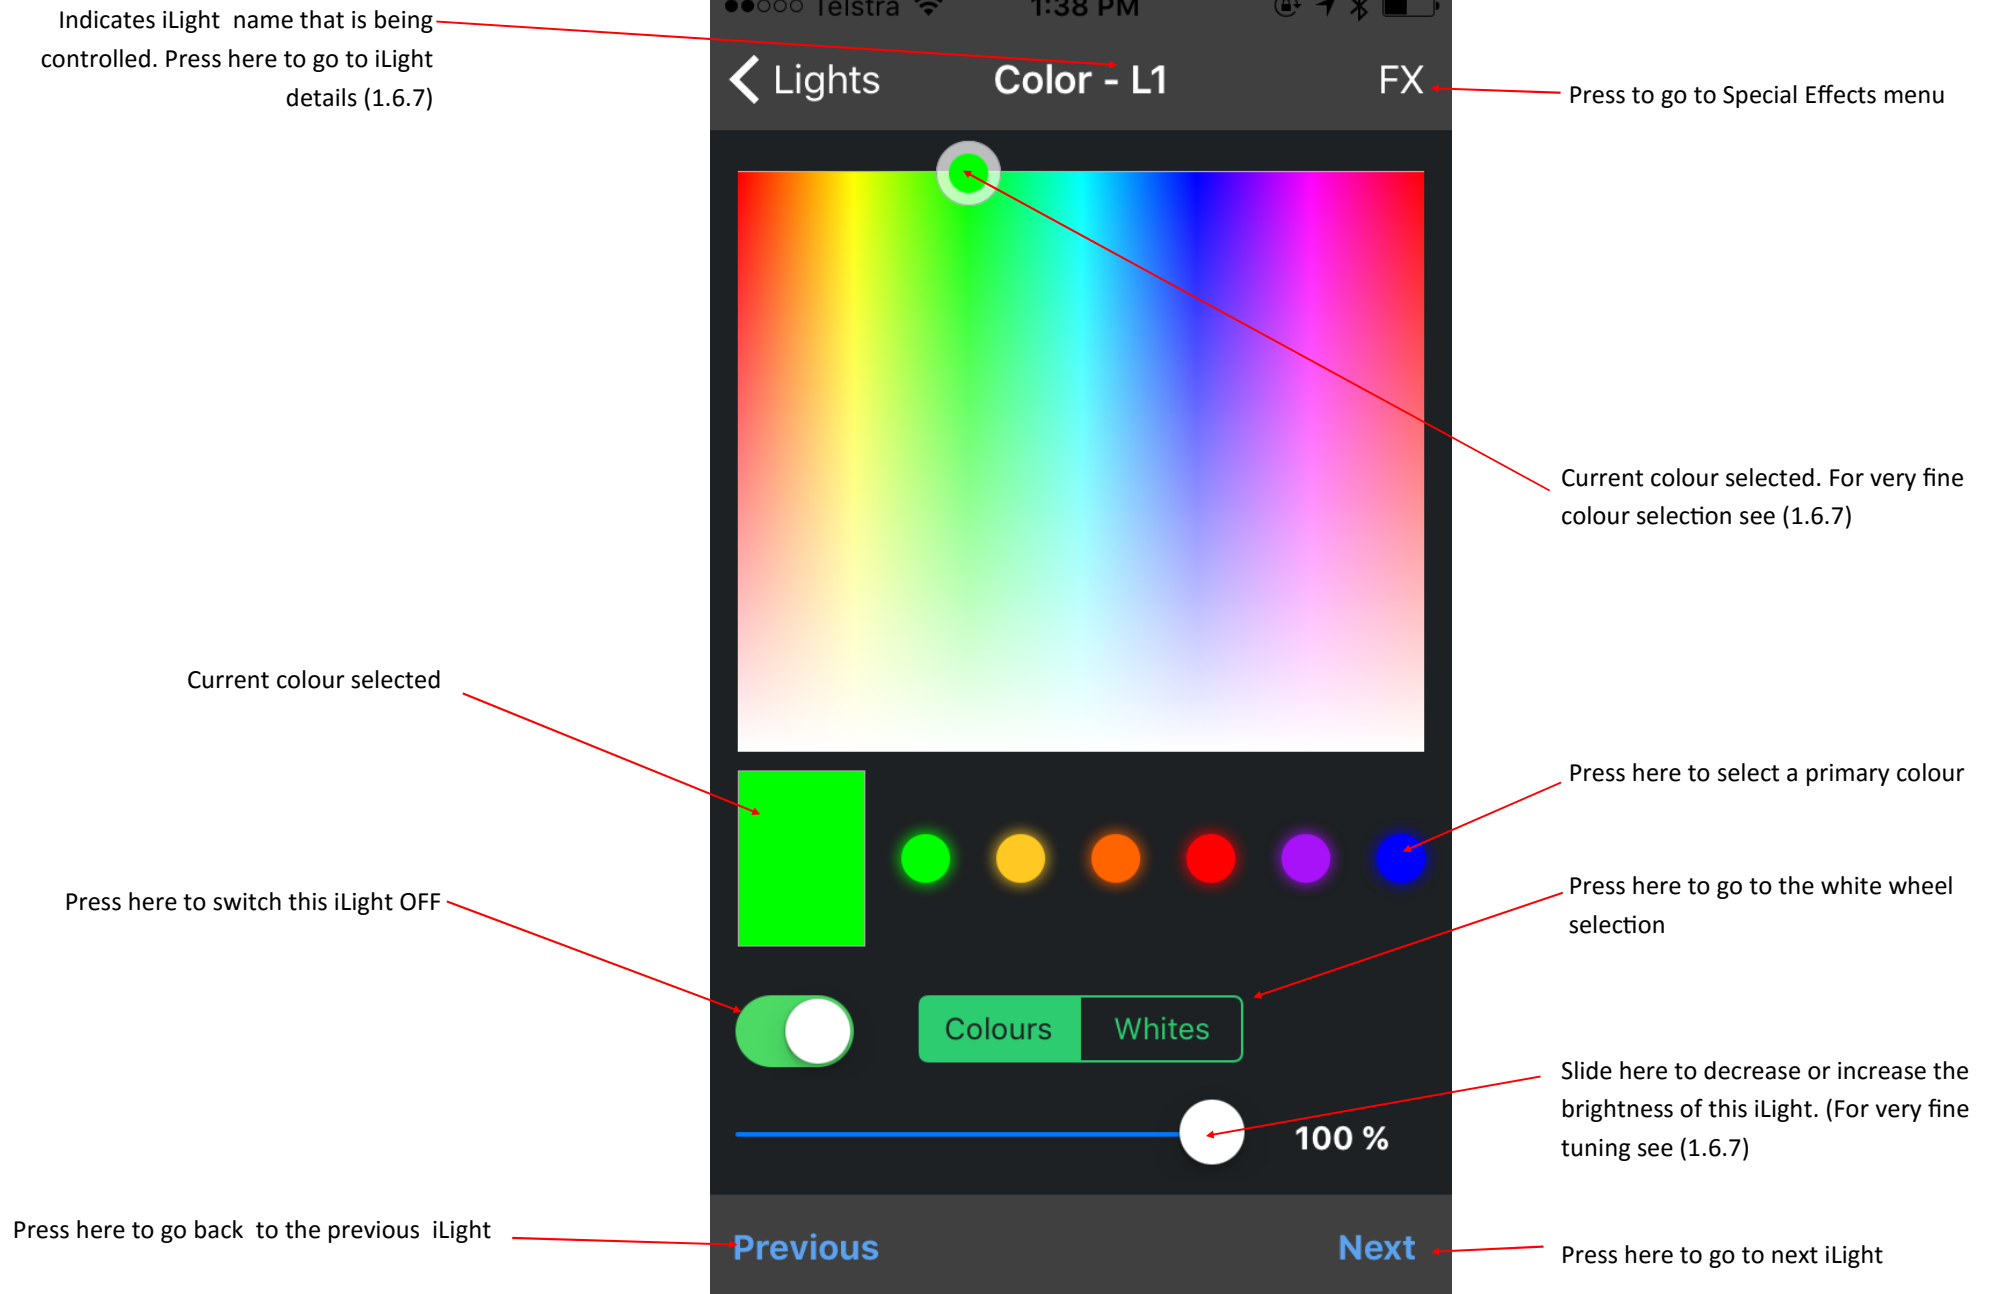 Indicates iLight  name that is being
controlled. Press here to go to iLight
details (1.6.7)
Telstra
1:38 PM
Lights
Color - L1
FX
Press to go to Special Effects menu
Current colour selected. For very fine
colour selection see (1.6.7)
Current colour selected
Press here to select a primary colour
Press here to switch this iLight OFF
Press here to go to the white wheel
selection
Colours
Whites
Slide here to decrease or increase the
brightness of this iLight. (For very fine
tuning see (1.6.7)
100 %
Press here to go back  to the previous  iLight
Previous
Next
Press here to go to next iLight